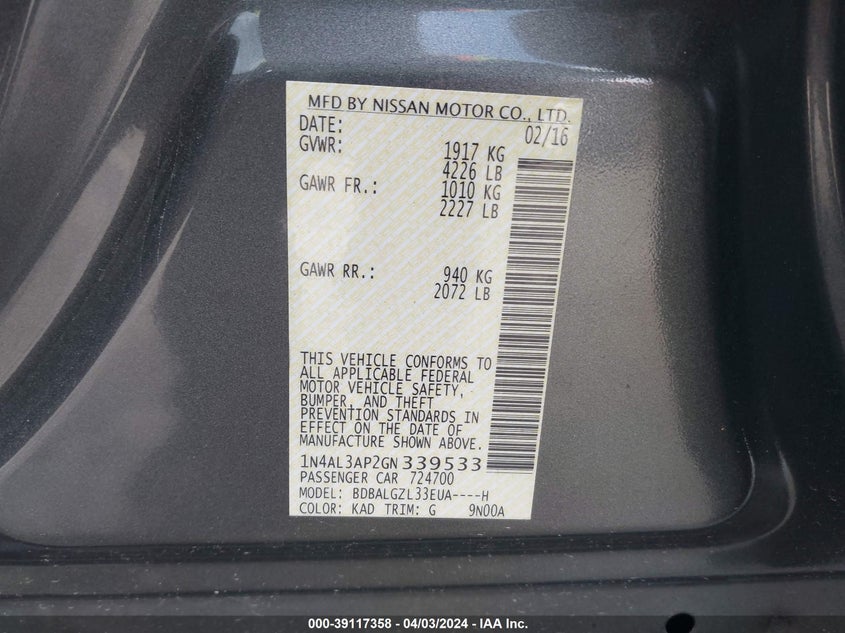 MFD BY NISSAN MOTOR CO., LTD.
DATE: 02/16
GVWR: 1917 KG
4226 LB
GAWR FR.: 1010 KG
2227 LB
GAWR RR.: 940 KG
2072 LB
THIS VEHICLE CONFORMS TO
ALL APPLICABLE FEDERAL
MOTOR VEHICLE SAFETY,
BUMPER, AND THEFT
PREVENTION STANDARDS IN
EFFECT ON THE DATE OF
MANUFACTURE SHOWN ABOVE.
1N4AL3AP2GN339533
PASSENGER CAR 724700
MODEL: BDBALGZL33EUA----H
COLOR: KAD TRIM: G 9N00A
000-39117358 - 04/03/2024 - IAA Inc.